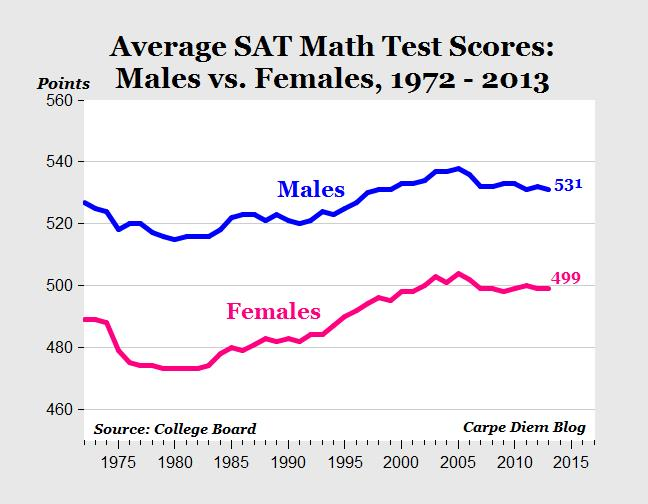 Average SAT Math Test Scores:
Males vs. Females, 1972 - 2013
Points
560
540
520
500
480
460
Males
531
Females
499
Source: College Board
Carpe Diem Blog
1975 1980 1985 1990 1995 2000 2005 2010 2015